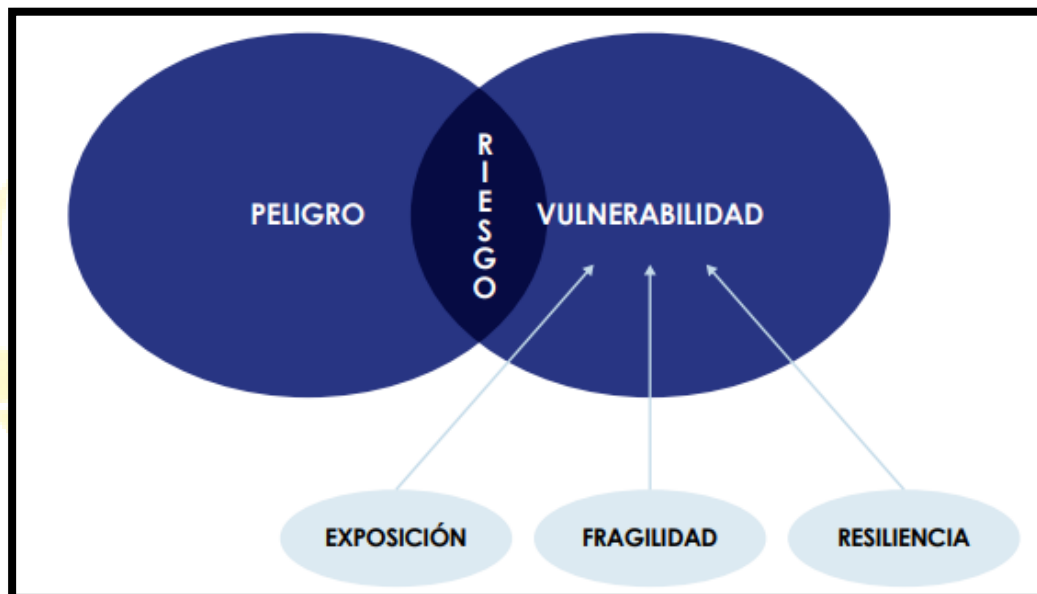 PELIGRO
RIESGO
VULNERABILIDAD
EXPOSICIÓN
FRAGILIDAD
RESILIENCIA